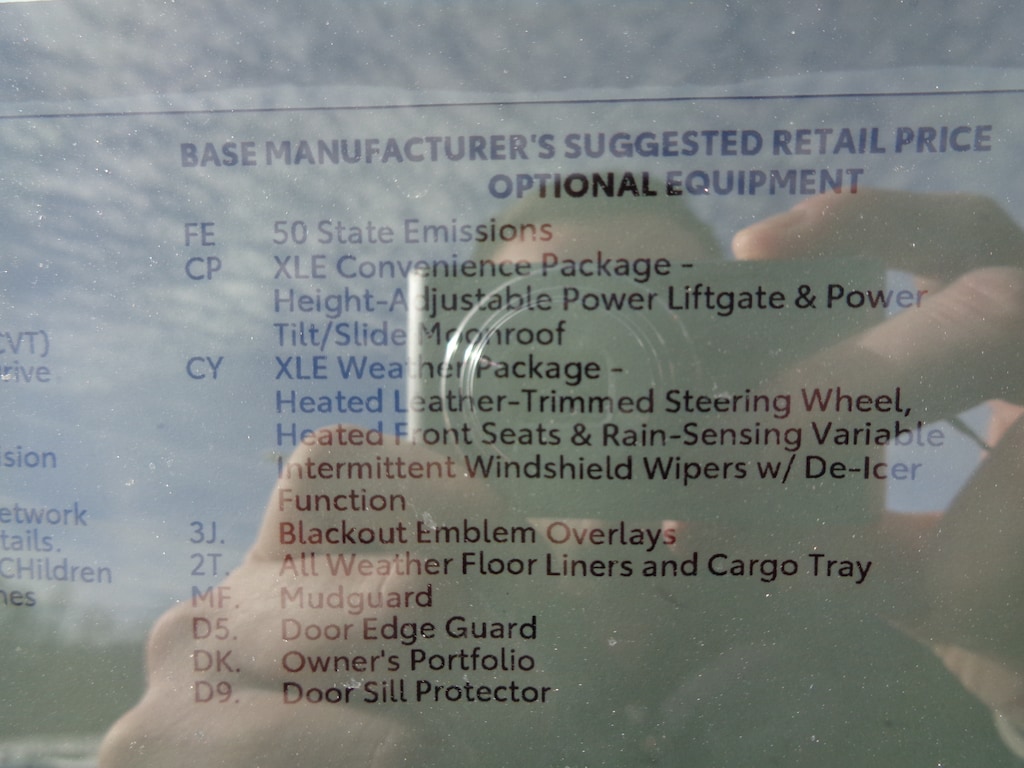 BASE MANUFACTURER'S SUGGESTED RETAIL PRICE
OPTIONAL EQUIPMENT
FE 50 State Emissions
CP XLE Convenience Package -
Height-Adjustable Power Liftgate & Power
CVT) Tilt/Slide Moonroof
CY XLE Weather Package -
Heated Leather-Trimmed Steering Wheel,
Heated Front Seats & Rain-Sensing Variable
Intermittent Windshield Wipers w/ De-Icer
Function
3J. Blackout Emblem Overlays
tails. 2T. All Weather Floor Liners and Cargo Tray
CHildren MF. Mudguard
D5. Door Edge Guard
DK. Owner's Portfolio
D9. Door Sill Protector